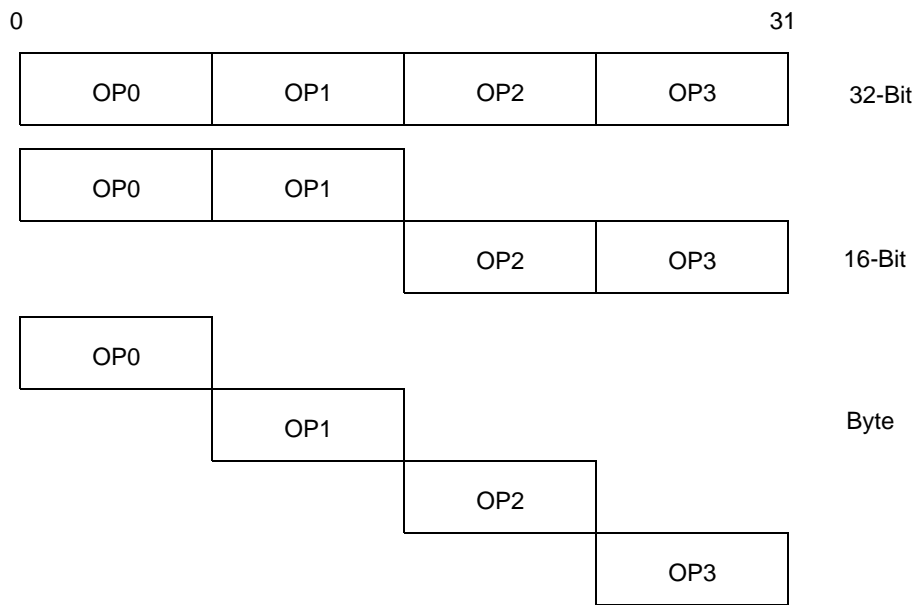 0 31
OP0 OP1 OP2 OP3 32-Bit
OP0 OP1
OP2 OP3 16-Bit
OP0
OP1 Byte
OP2
OP3